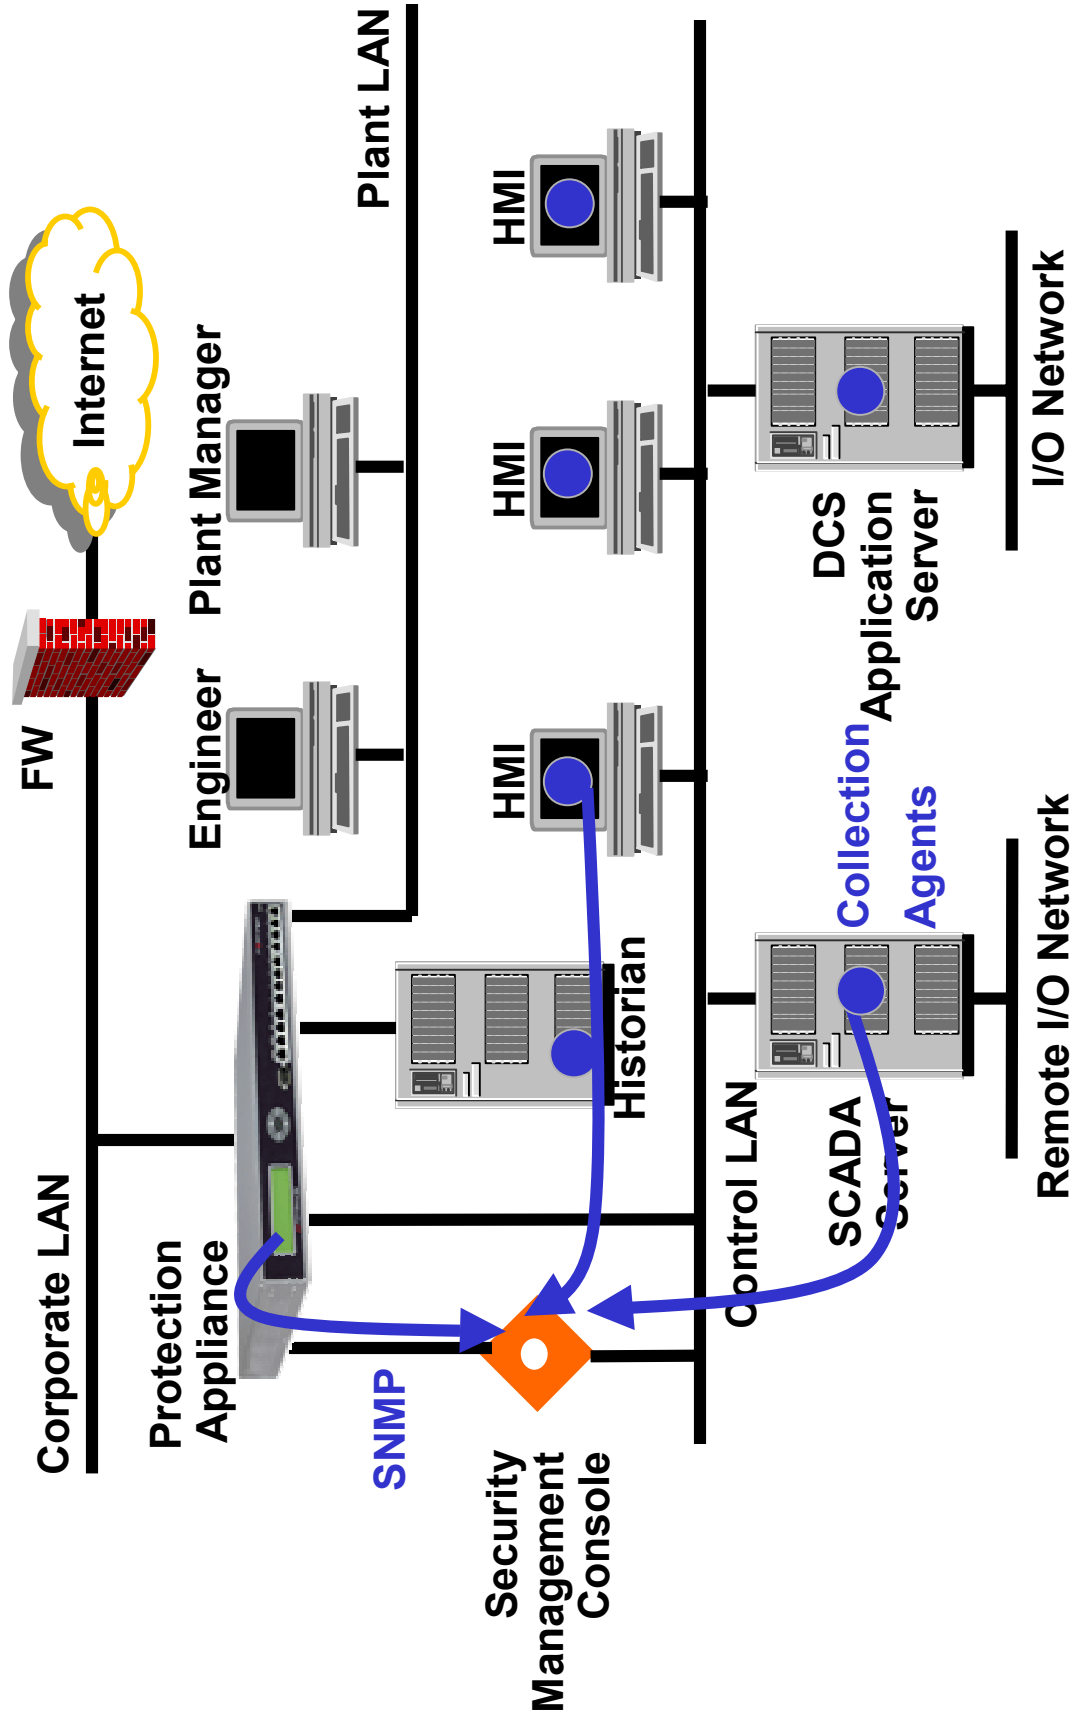 Corporate LAN
FW
Internet
Protection
Appliance
Engineer
Plant Manager
Plant LAN
SNMP
Security
Management
Console
Historian
HMI
HMI
HMI
Control LAN
SCADA
Server
Collection
Agents
DCS
Application
Server
Remote I/O Network
I/O Network